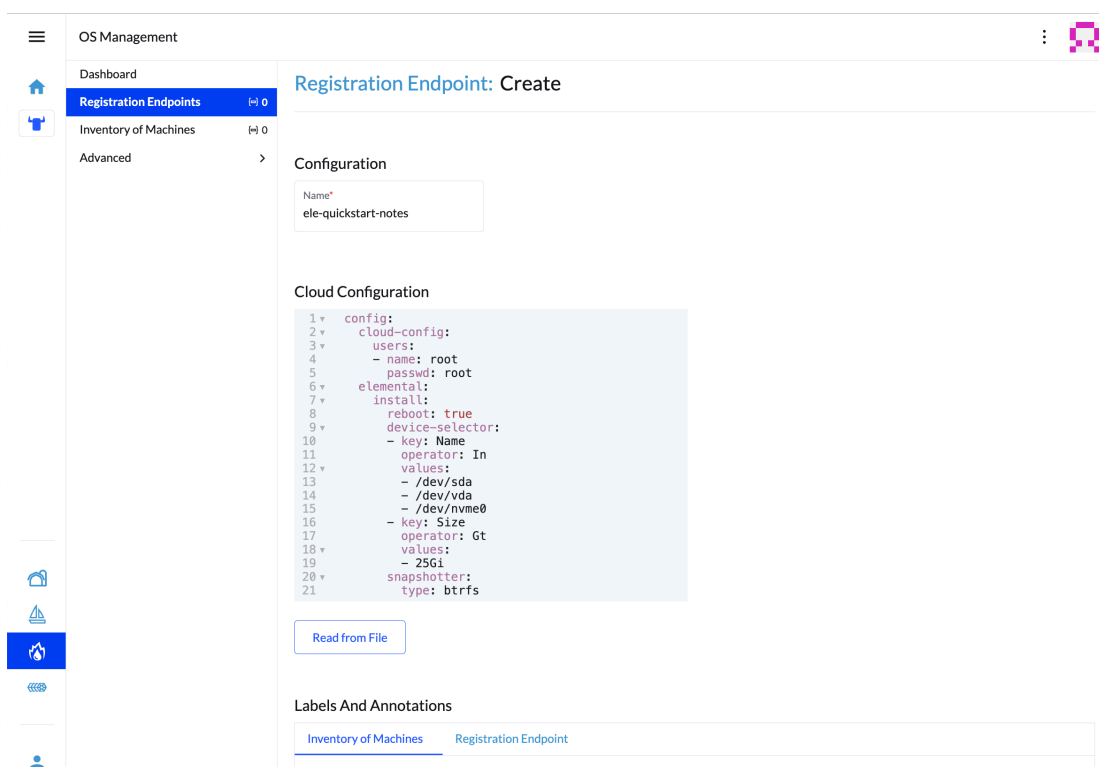 OS Management
Dashboard
Registration Endpoints 0
Inventory of Machines 0
Advanced
Registration Endpoint: Create
Configuration
Name*
ele-quickstart-notes
Cloud Configuration
1 config:
2 cloud-config:
3 users:
4 - name: root
5 passwd: root
6 elemental:
7 install:
8 reboot: true
9 device-selector:
10 - key: Name
11 operator: In
12 values:
13 - /dev/sda
14 - /dev/vda
15 - /dev/nvme0
16 - key: Size
17 operator: Gt
18 values:
19 - 25Gi
20 snapshotter:
21 type: btrfs
Read from File
Labels And Annotations
Inventory of Machines Registration Endpoint